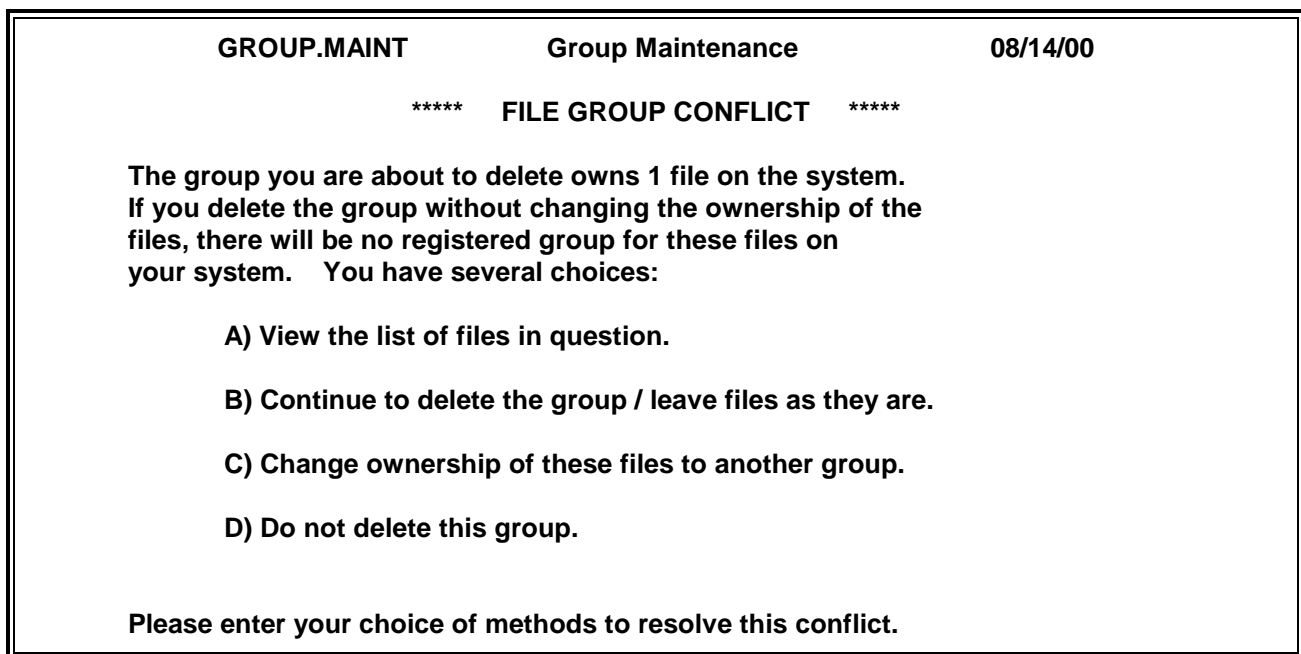 GROUP.MAINT Group Maintenance 08/14/00
***** FILE GROUP CONFLICT *****
The group you are about to delete owns 1 file on the system.
If you delete the group without changing the ownership of the
files, there will be no registered group for these files on
your system. You have several choices:
A) View the list of files in question.
B) Continue to delete the group / leave files as they are.
C) Change ownership of these files to another group.
D) Do not delete this group.
Please enter your choice of methods to resolve this conflict.